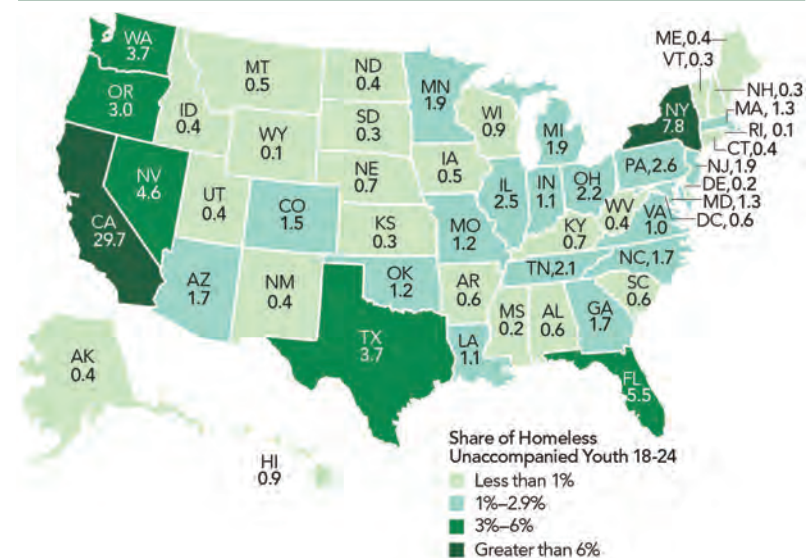 WA
3.7
OR
3.0
CA
29.7
NV
4.6
ID
0.4
MT
0.5
WY
0.1
UT
0.4
AZ
1.7
CO
1.5
NM
0.4
ND
0.4
SD
0.3
NE
0.7
KS
0.3
OK
1.2
TX
3.7
MN
1.9
IA
0.5
MO
1.2
AR
0.6
LA
1.1
WI
0.9
IL
2.5
MI
1.9
IN
1.1
OH
2.2
KY
0.7
TN,2.1
MS
0.2
AL
0.6
GA
1.7
FL
5.5
SC
0.6
NC,1.7
WV
0.4
VA
1.0
PA,2.6
NY
7.8
ME,0.4
VT,0.3
NH,0.3
MA, 1.3
RI, 0.1
CT,0.4
NJ,1.9
DE,0.2
MD, 1.3
DC, 0.6
AK
0.4
HI
0.9
Share of Homeless
Unaccompanied Youth 18-24
Less than 1%
1%–2.9%
3%–6%
Greater than 6%